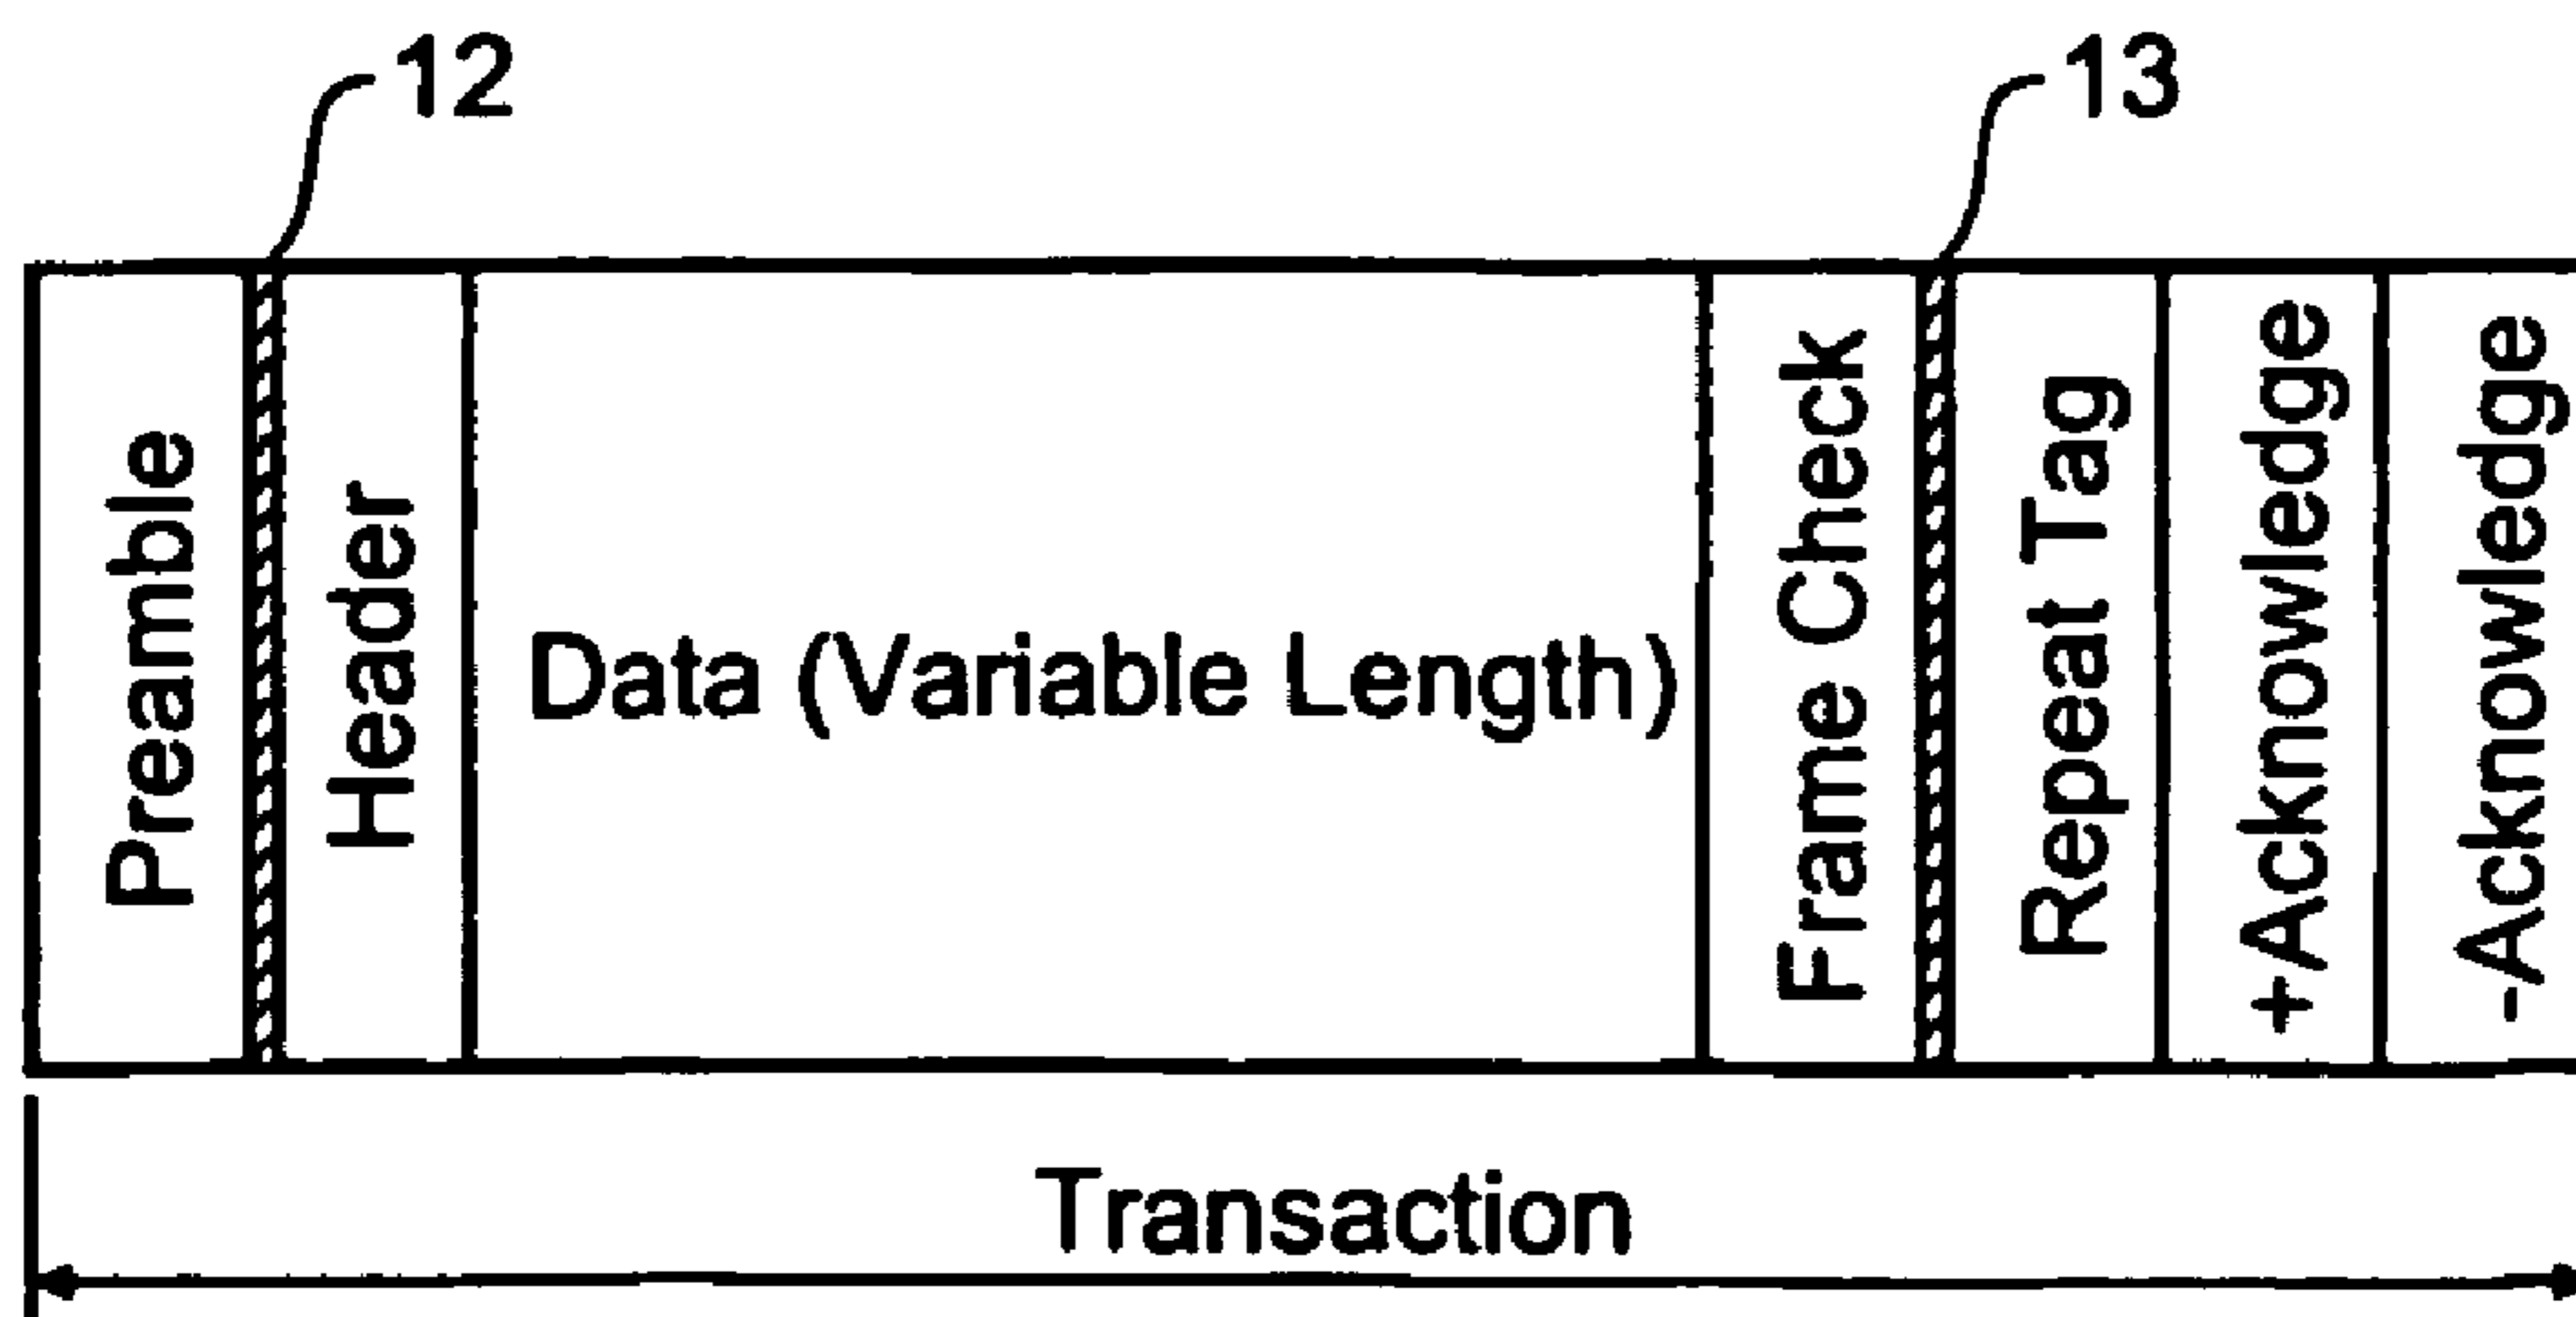 12
13
Preamble
Header
Data (Variable Length)
Frame Check
Repeat Tag
+Acknowledge
-Acknowledge
Transaction